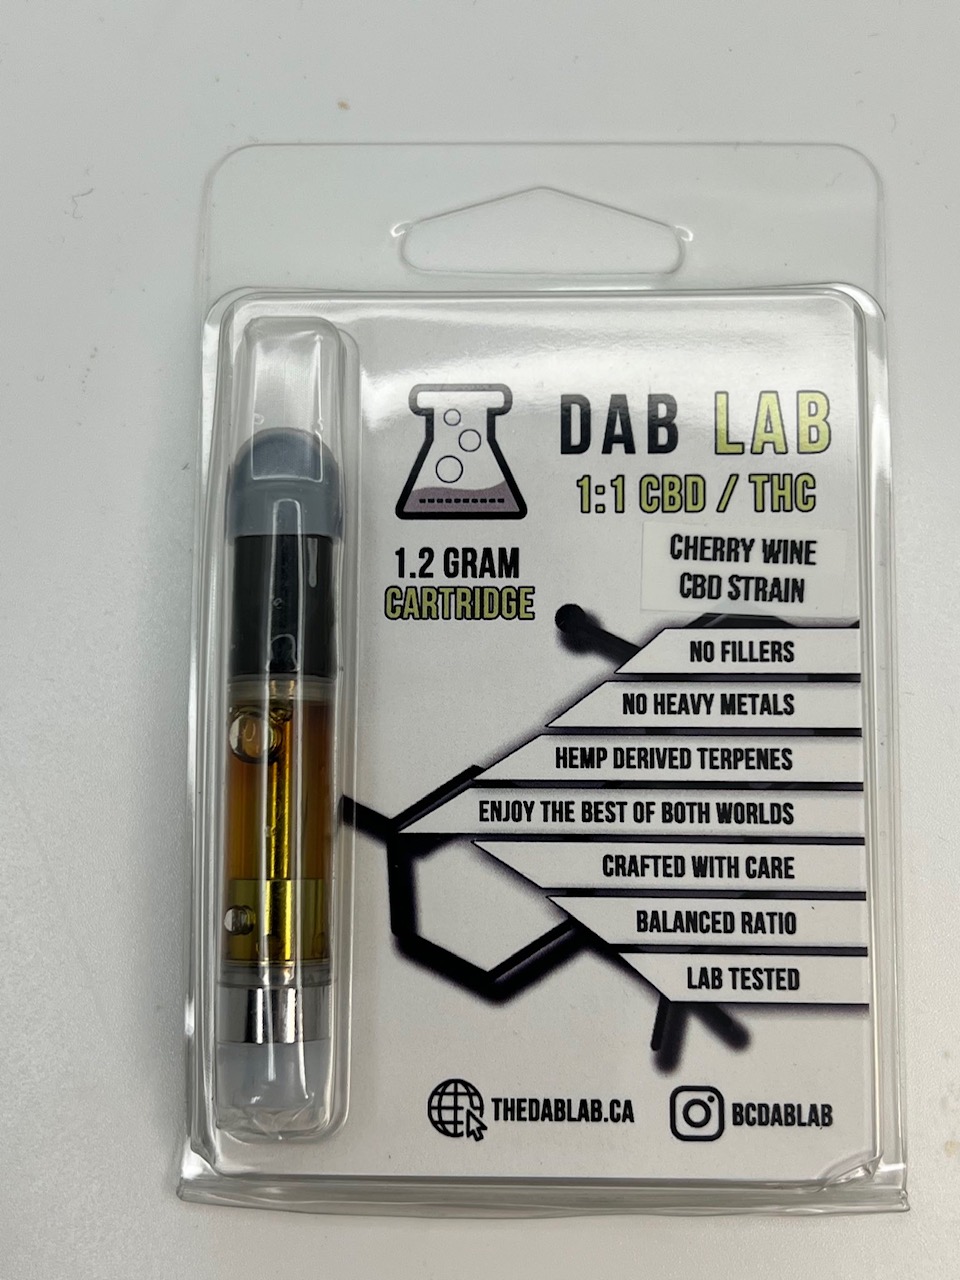 DAB LAB
1:1 CBD / THC
CHERRY WINE
CBD STRAIN
1.2 GRAM
CARTRIDGE
NO FILLERS
NO HEAVY METALS
HEMP DERIVED TERPENES
ENJOY THE BEST OF BOTH WORLDS
CRAFTED WITH CARE
BALANCED RATIO
LAB TESTED
THEDABLAB.CA
BCDABLAB